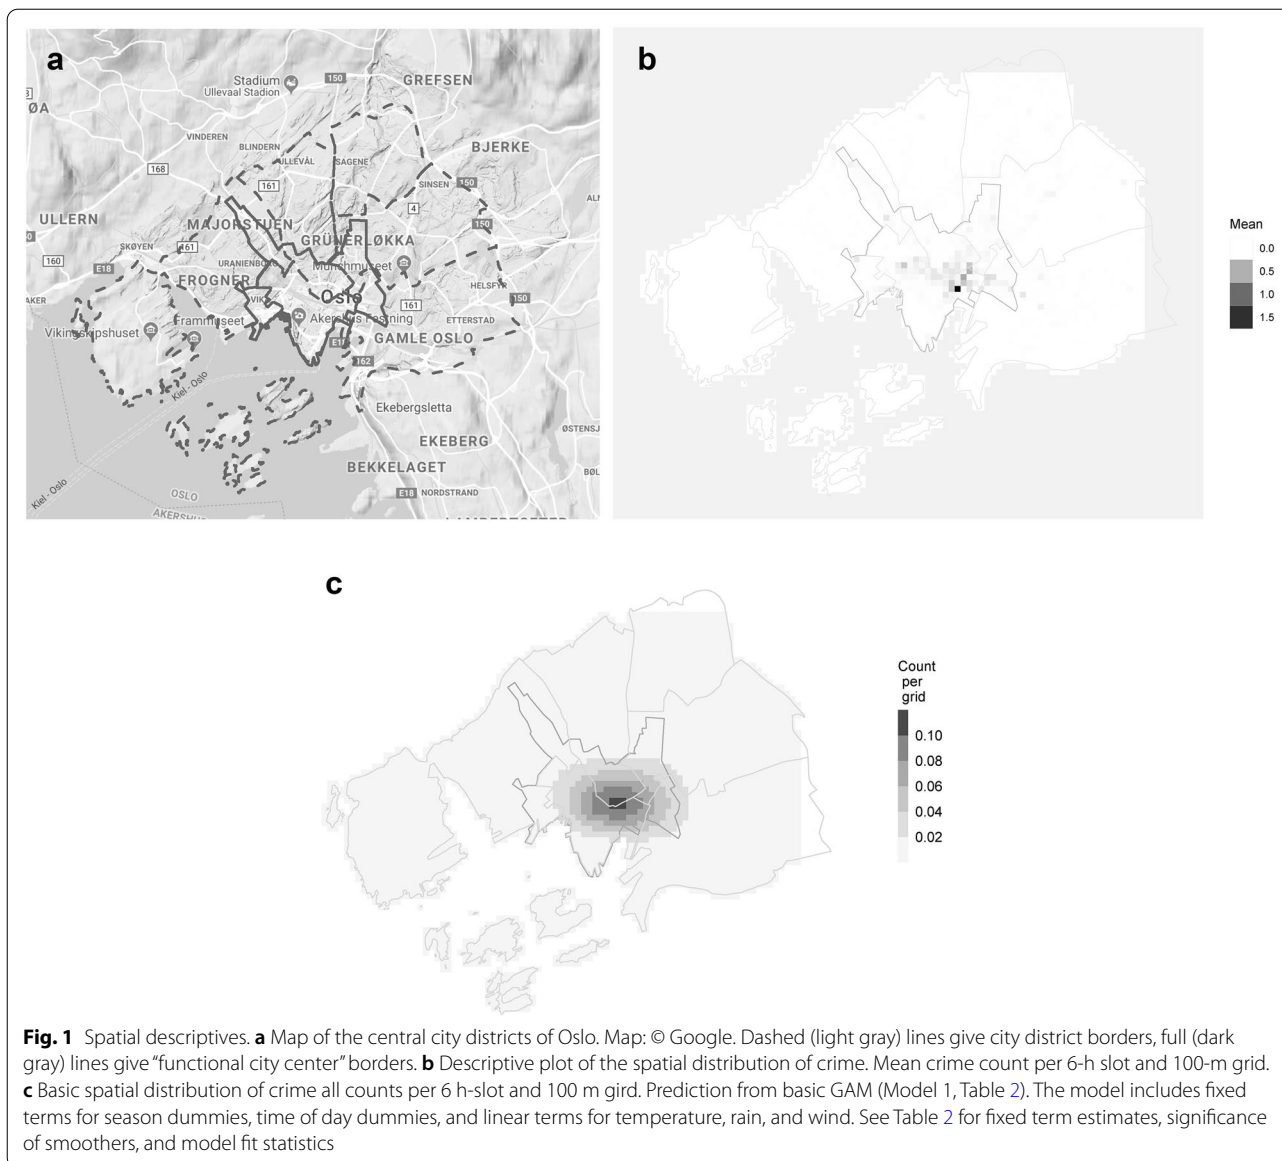 a
Stadium
Ullevaal Stadion
150
GREFSEN
ØA
VINDEREN
BLINDERN
ULLEVÅL
SAGENE
BJERKE
168
161
SINSEN
150
4
ULLERN
MAJORSTUEN
150
SKØYEN
161
GRÜNERLØKKA
160
E18
URANIENBORG
Munchmuseet
FROGNER
HELSFYR
AKER
VIKA
Oslo
161
150
Vikingskipshuset
Frammuseet
Akershus Festning
ETTERSTAD
E18
GAMLE OSLO
162
Kiel - Oslo
Ekebergsletta
EKEBERG
ØSTENSJ
BEKKELAGET
BØL
Kiel - Oslo
OSLO
E18
NORDSTRAND
AKERSHUS
b
Mean
0.0
0.5
1.0
1.5
c
Count
per
grid
0.10
0.08
0.06
0.04
0.02
Fig. 1 Spatial descriptives. a Map of the central city districts of Oslo. Map: © Google. Dashed (light gray) lines give city district borders, full (dark
gray) lines give “functional city center” borders. b Descriptive plot of the spatial distribution of crime. Mean crime count per 6-h slot and 100-m grid.
c Basic spatial distribution of crime all counts per 6 h-slot and 100 m gird. Prediction from basic GAM (Model 1, Table 2). The model includes fixed
terms for season dummies, time of day dummies, and linear terms for temperature, rain, and wind. See Table 2 for fixed term estimates, significance
of smoothers, and model fit statistics